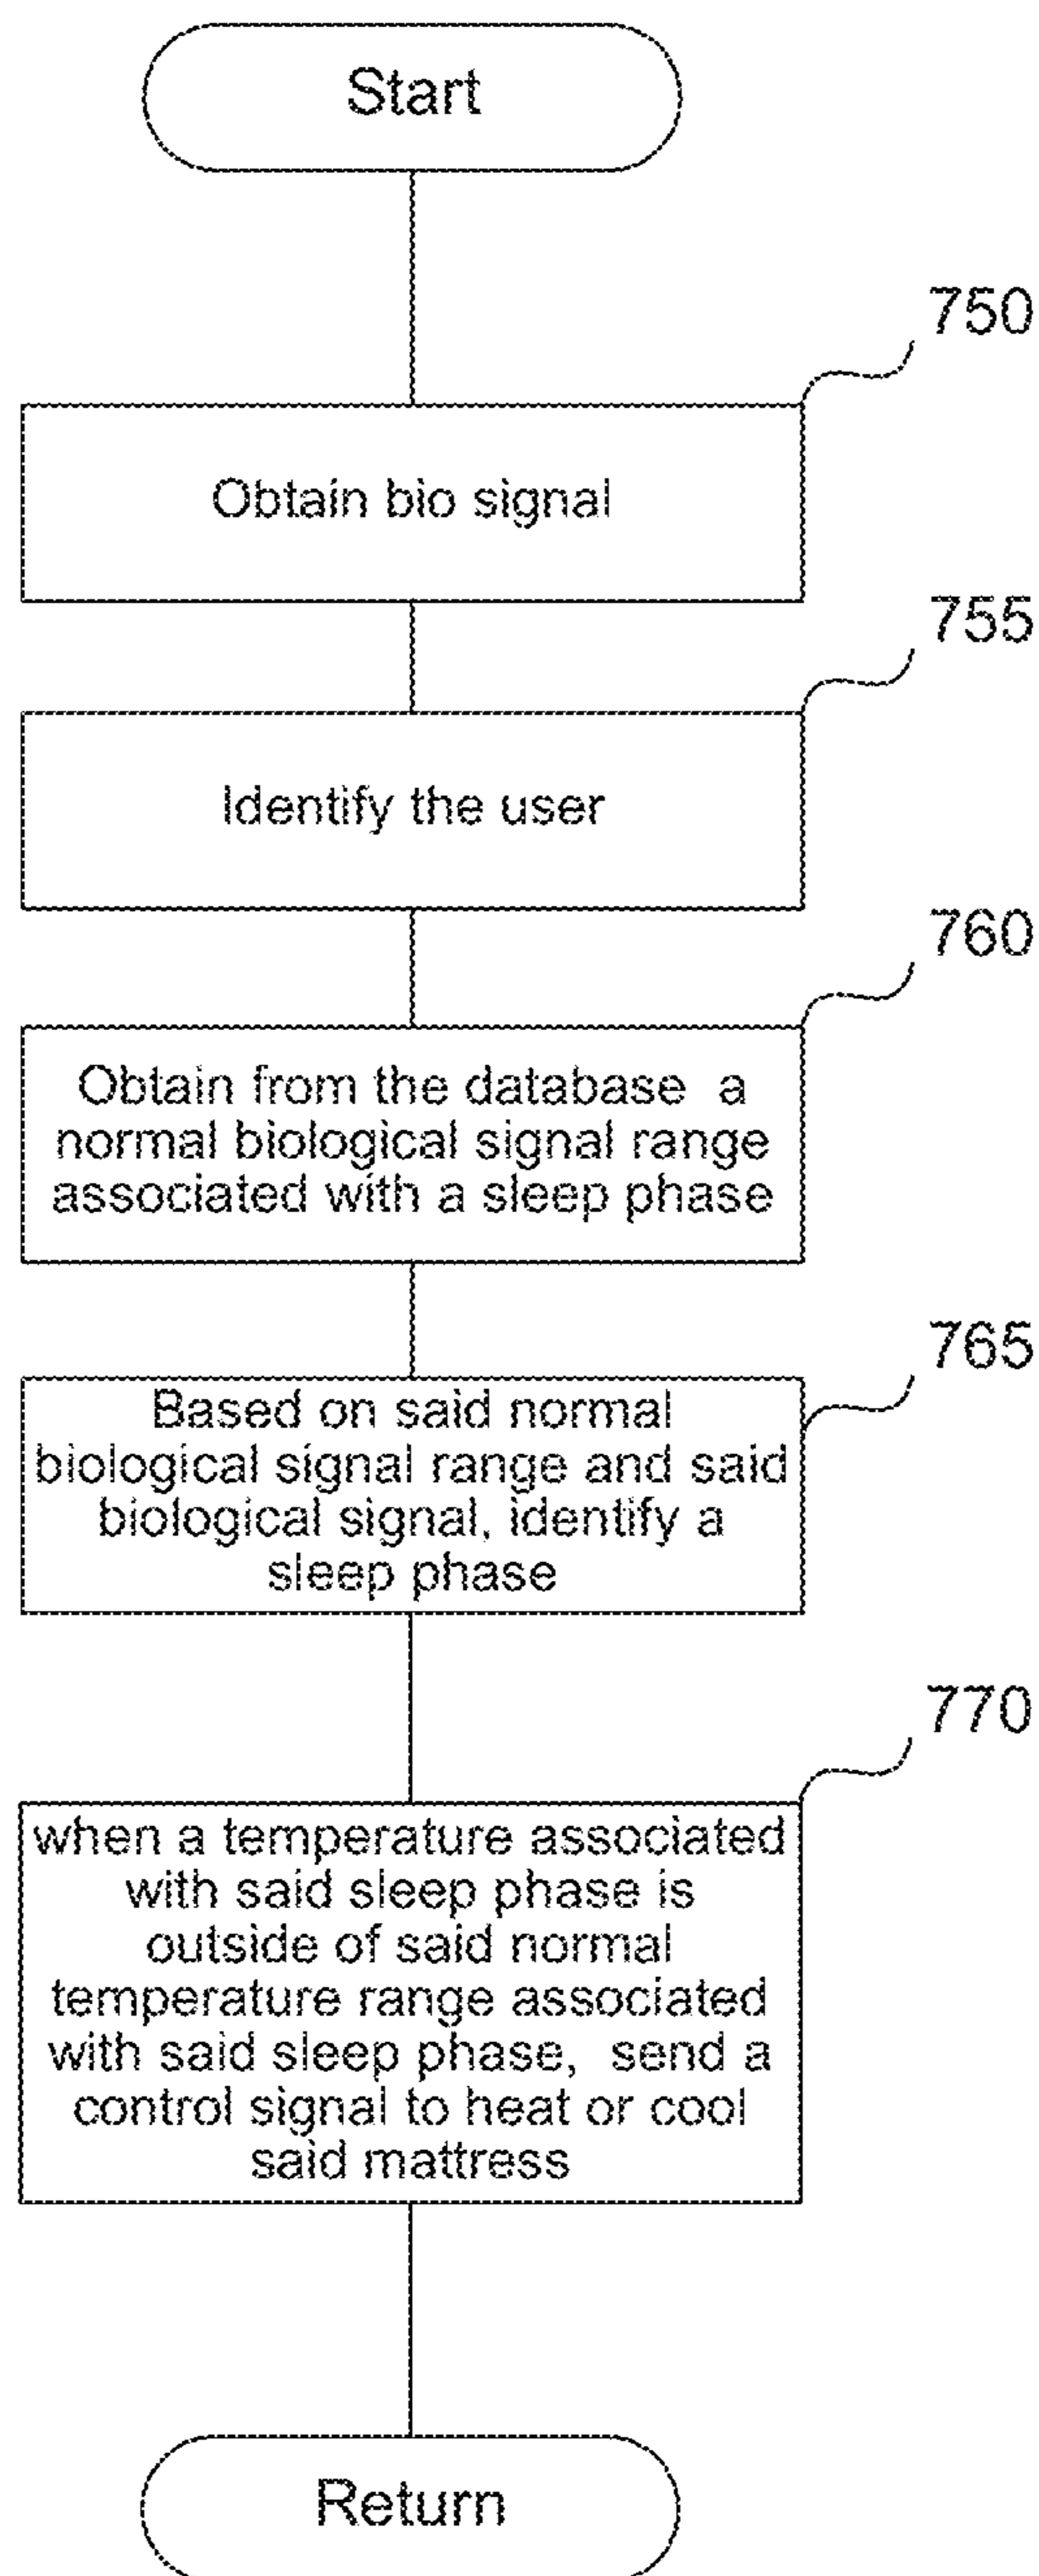 Start
750
Obtain bio signal
755
Identify the user
760
Obtain from the database a
normal biological signal range
associated with a sleep phase
765
Based on said normal
biological signal range and said
biological signal, identify a
sleep phase
770
when a temperature associated
with said sleep phase is
outside of said normal
temperature range associated
with said sleep phase, send a
control signal to heat or cool
said mattress
Return